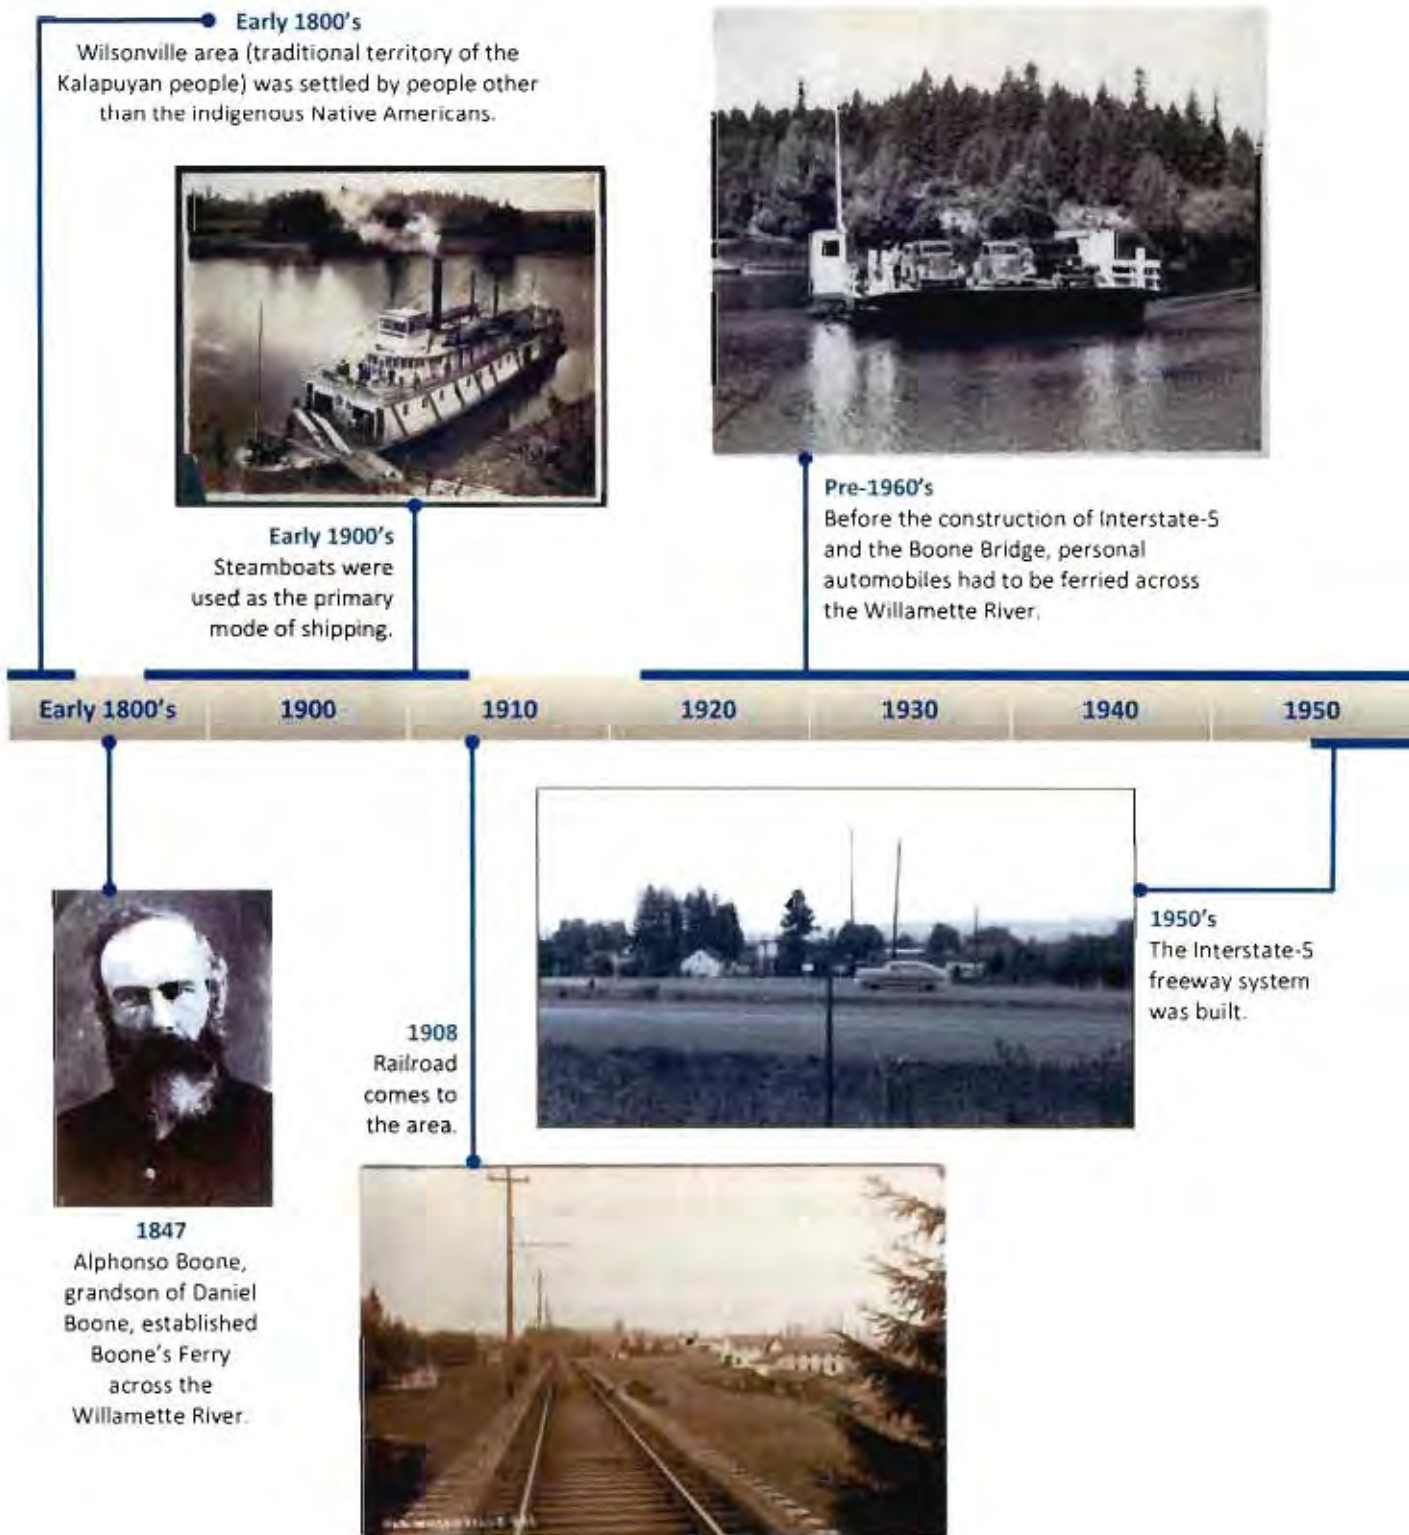 Early 1800's
Wilsonville area (traditional territory of the
Kalapuyan people) was settled by people other
than the indigenous Native Americans.
Early 1900's
Steamboats were
used as the primary
mode of shipping.
Pre-1960's
Before the construction of Interstate-5
and the Boone Bridge, personal
automobiles had to be ferried across
the Willamette River.
Early 1800's 1900 1910 1920 1930 1940 1950
1847
Alphonso Boone,
grandson of Daniel
Boone, established
Boone's Ferry
across the
Willamette River.
1908
Railroad
comes to
the area.
1950's
The Interstate-5
freeway system
was built.